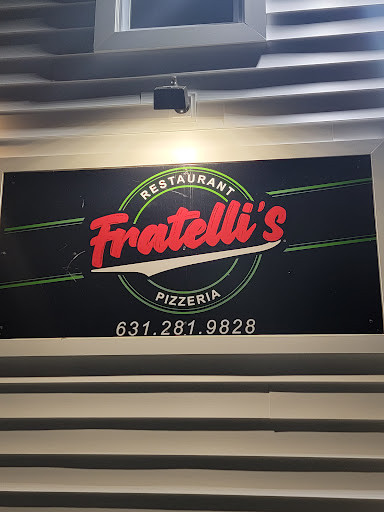 RESTAURANT
Fratelli's
PIZZERIA
631.281.9828